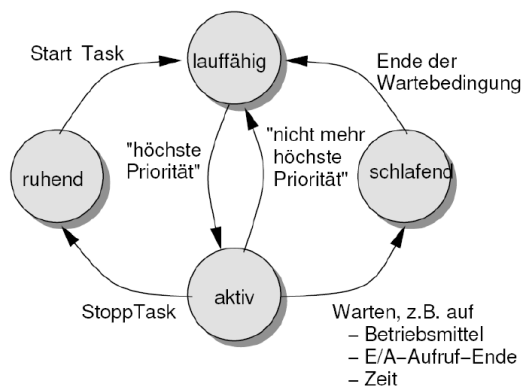 Start Task
lauffähig
Ende der
Wartebedingung
"höchste
Priorität"
"nicht mehr
höchste
Priorität"
ruhend
schlafend
StoppTask
aktiv
Warten, z.B. auf
– Betriebsmittel
– E/A–Aufruf–Ende
– Zeit